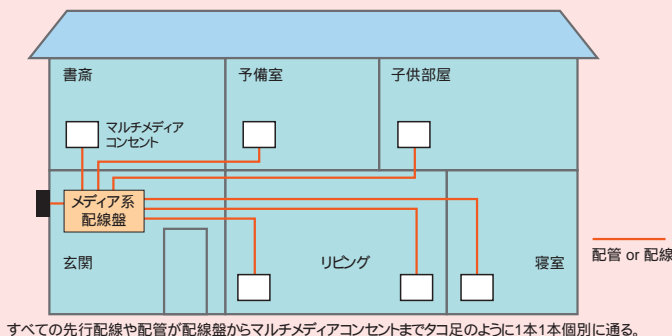 書斎
予備室
子供部屋
マルチメディア
コンセント
メディア系
配線盤
玄関
リビング
寝室
配管 or 配線
すべての先行配線や配管が配線盤からマルチメディアコンセントまでタコ足のように1本1本個別に通る。